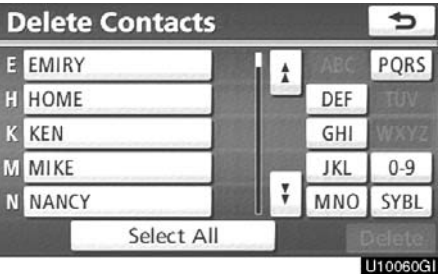 Delete Contacts
E EMIRY ABC PQRS
H HOME DEF TUV
K KEN GHI WXYZ
M MIKE JKL 0-9
N NANCY MNO SYBL
Select All Delete
U10060GI